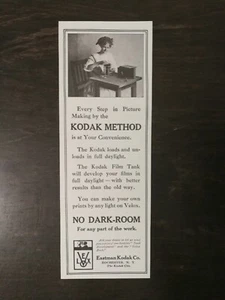 Every Step in Picture
Making by the
KODAK METHOD
is at Your Convenience.
The Kodak loads and un-
loads in full daylight.
The Kodak Film Tank
will develop your films in
full daylight—with better
results than the old way.
You can make your own
prints by any light on Velox.
NO DARK-ROOM
For any part of the work.
Eastman Kodak Co.
ROCHESTER, N. Y.
The Kodak City.